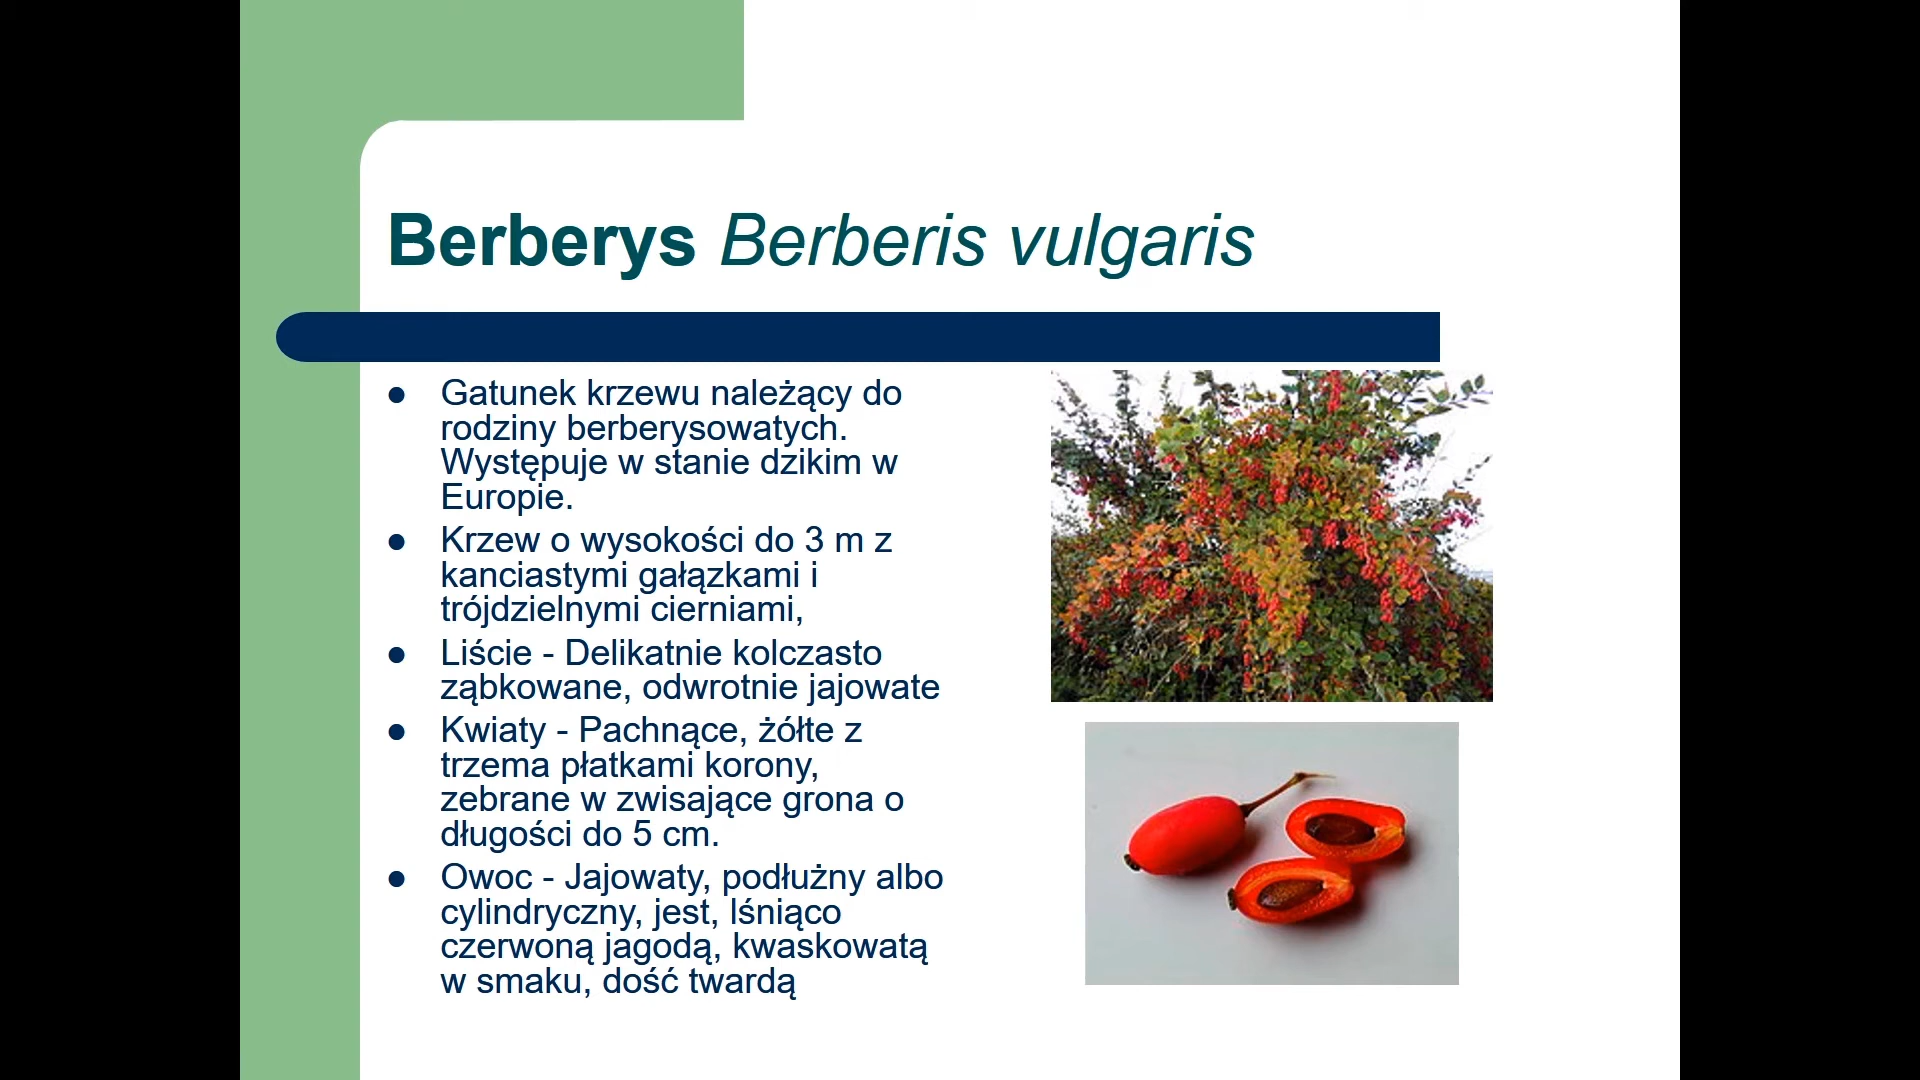 Berberys Berberis vulgaris
● Gatunek krzewu należący do
rodziny berberysowatych.
Występuje w stanie dzikim w
Europie.
● Krzew o wysokości do 3 m z
kanciastymi gałązkami i
trójdzielnymi cierniami,
● Liście - Delikatnie kolczasto
ząbkowane, odwrotnie jajowate
● Kwiaty - Pachnące, żółte z
trzema płatkami korony,
zebrane w zwisające grona o
długości do 5 cm.
● Owoc - Jajowaty, podłużny albo
cylindryczny, jest, lśniąco
czerwoną jagodą, kwaskowatą
w smaku, dość twardą